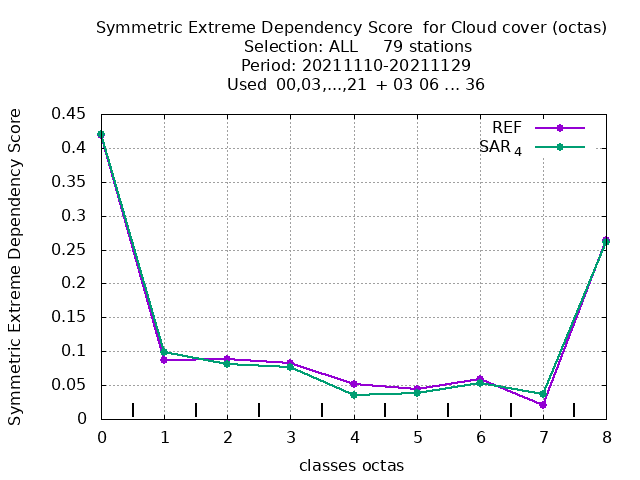 Symmetric Extreme Dependency Score  for Cloud cover (octas)
Selection: ALL     79 stations
Period: 20211110-20211129
Used  00,03,...,21  + 03 06 ... 36
Symmetric Extreme Dependency Score
0.45
0.4
0.35
0.3
0.25
0.2
0.15
0.1
0.05
0
REF
SAR 4
0 1 2 3 4 5 6 7 8
classes octas